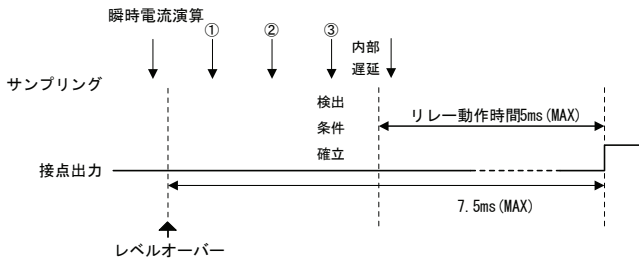 瞬時電流演算
① ② ③
内部
遅延
サンプリング
検出
条件
確立
リレー動作時間5ms(MAX)
接点出力
7.5ms(MAX)
レベルオーバー